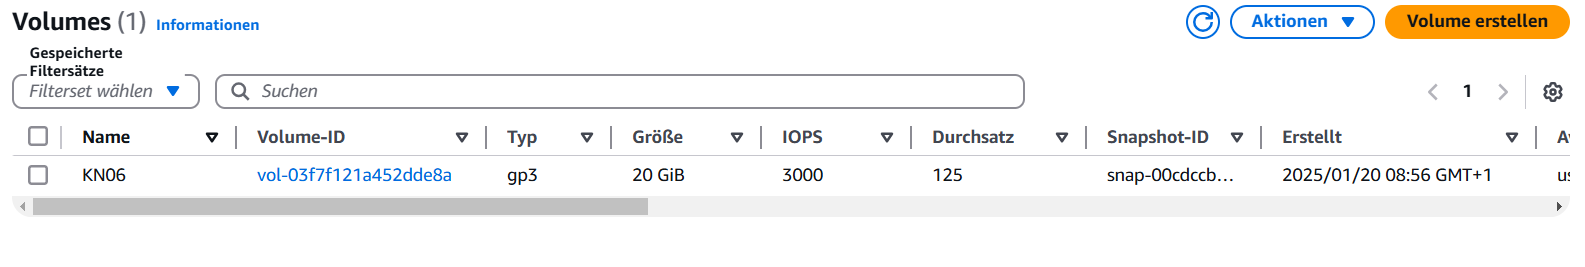 Volumes (1) Informationen Aktionen Volume erstellen
Gespeicherte
Filtersätze
Filterset wählen Suchen 1
Name Volume-ID Typ Größe IOPS Durchsatz Snapshot-ID Erstellt
KN06 vol-03f7f121a452dde8a gp3 20 GiB 3000 125 snap-00cdccb... 2025/01/20 08:56 GMT+1